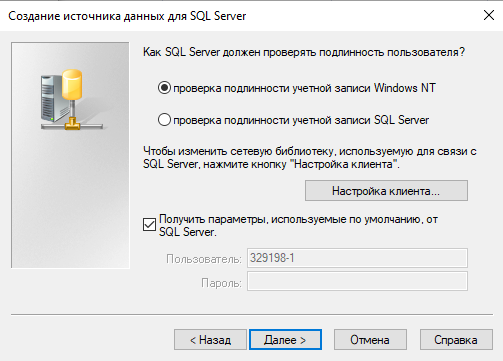 Создание источника данных для SQL Server
Как SQL Server должен проверять подлинность пользователя?
проверка подлинности учетной записи Windows NT
проверка подлинности учетной записи SQL Server
Чтобы изменить сетевую библиотеку, используемую для связи с
SQL Server, нажмите кнопку "Настройка клиента".
Настройка клиента...
Получить параметры, используемые по умолчанию, от
SQL Server.
Пользователь: 329198-1
Пароль:
< Назад Далее > Отмена Справка